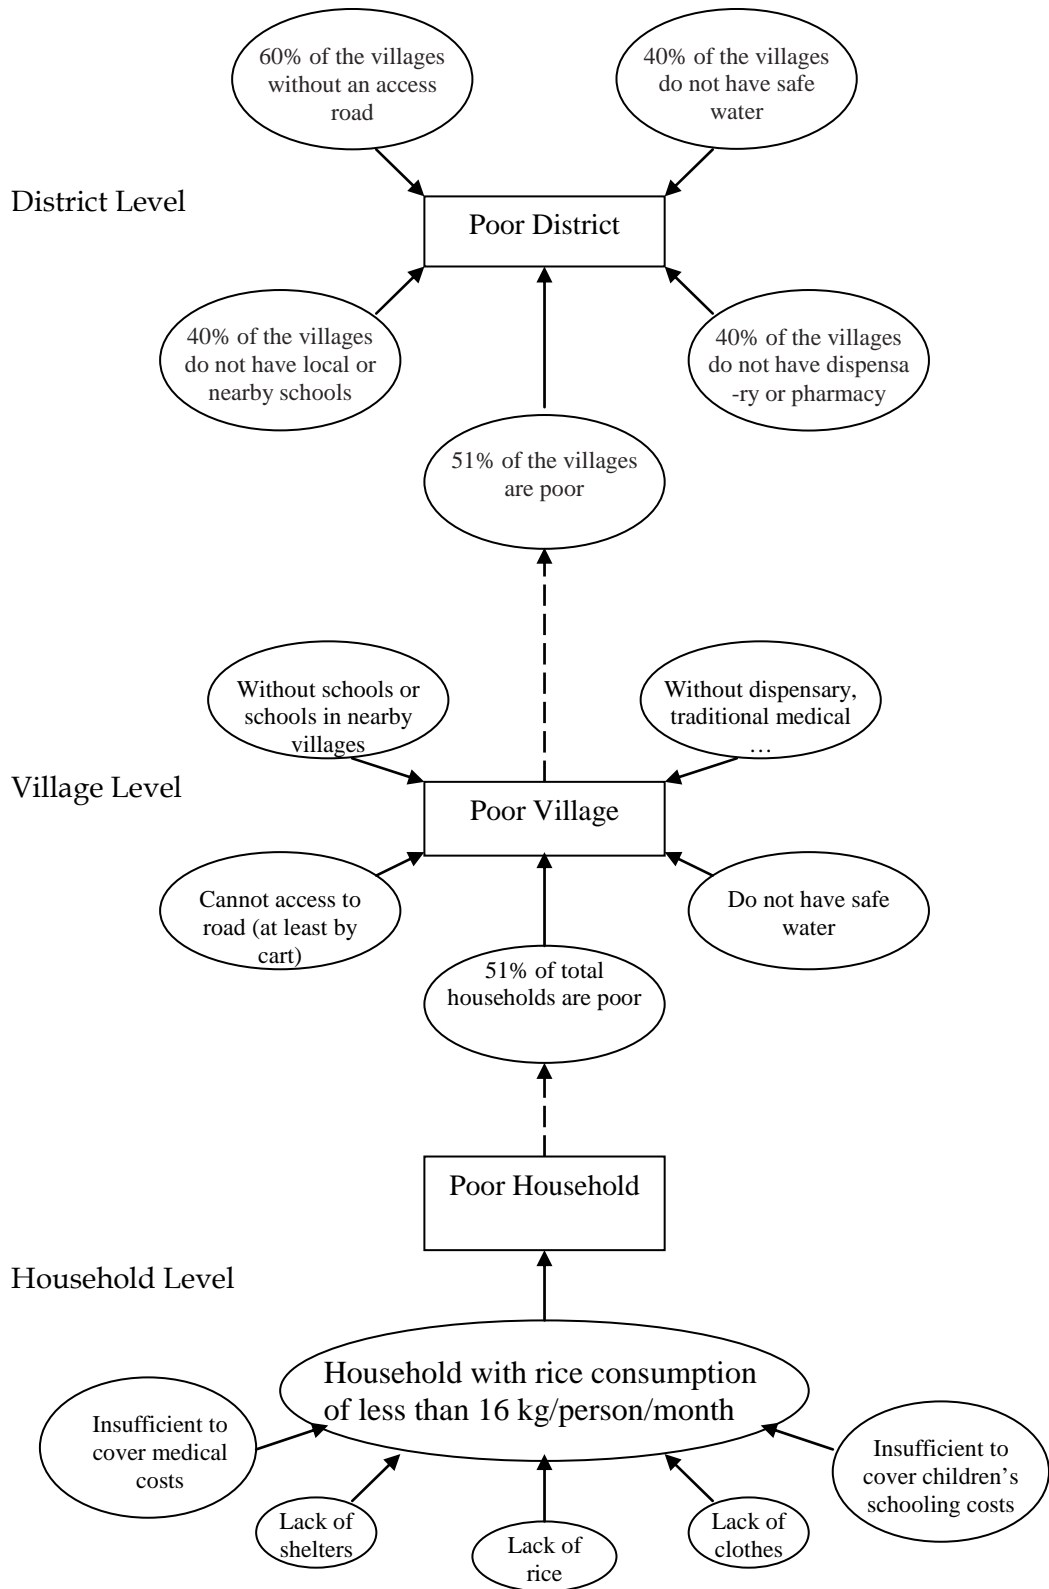 60% of the villages
without an access
road
40% of the villages
do not have safe
water
District Level
Poor District
40% of the villages
do not have local or
nearby schools
40% of the villages
do not have dispensa
-ry or pharmacy
51% of the villages
are poor
Without schools or
schools in nearby
villages
Without dispensary,
traditional medical
…
Village Level
Poor Village
Cannot access to
road (at least by
cart)
Do not have safe
water
51% of total
households are poor
Poor Household
Household Level
Household with rice consumption
of less than 16 kg/person/month
Insufficient to
cover medical
costs
Insufficient to
cover children’s
schooling costs
Lack of
shelters
Lack of
rice
Lack of
clothes